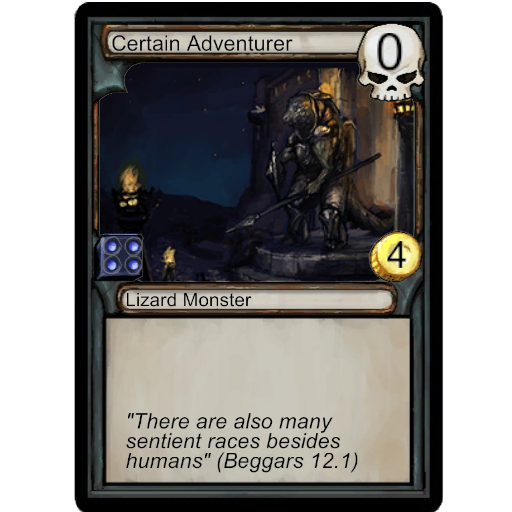 Certain Adventurer
0
4
Lizard Monster
"There are also many
sentient races besides
humans" (Beggars 12.1)